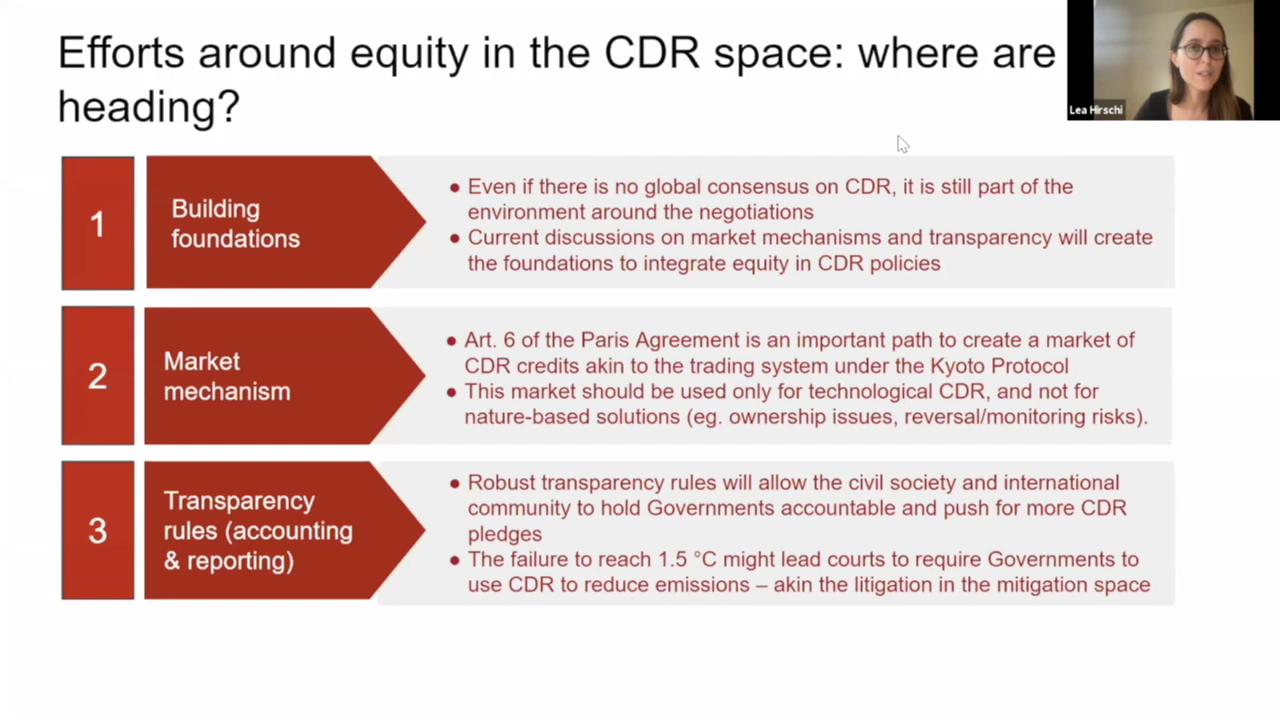 Efforts around equity in the CDR space: where are
heading?
Lea Hirschi
1
Building
foundations
● Even if there is no global consensus on CDR, it is still part of the
environment around the negotiations
● Current discussions on market mechanisms and transparency will create
the foundations to integrate equity in CDR policies
2
Market
mechanism
● Art. 6 of the Paris Agreement is an important path to create a market of
CDR credits akin to the trading system under the Kyoto Protocol
● This market should be used only for technological CDR, and not for
nature-based solutions (eg. ownership issues, reversal/monitoring risks).
3
Transparency
rules (accounting
& reporting)
● Robust transparency rules will allow the civil society and international
community to hold Governments accountable and push for more CDR
pledges
● The failure to reach 1.5 °C might lead courts to require Governments to
use CDR to reduce emissions – akin the litigation in the mitigation space